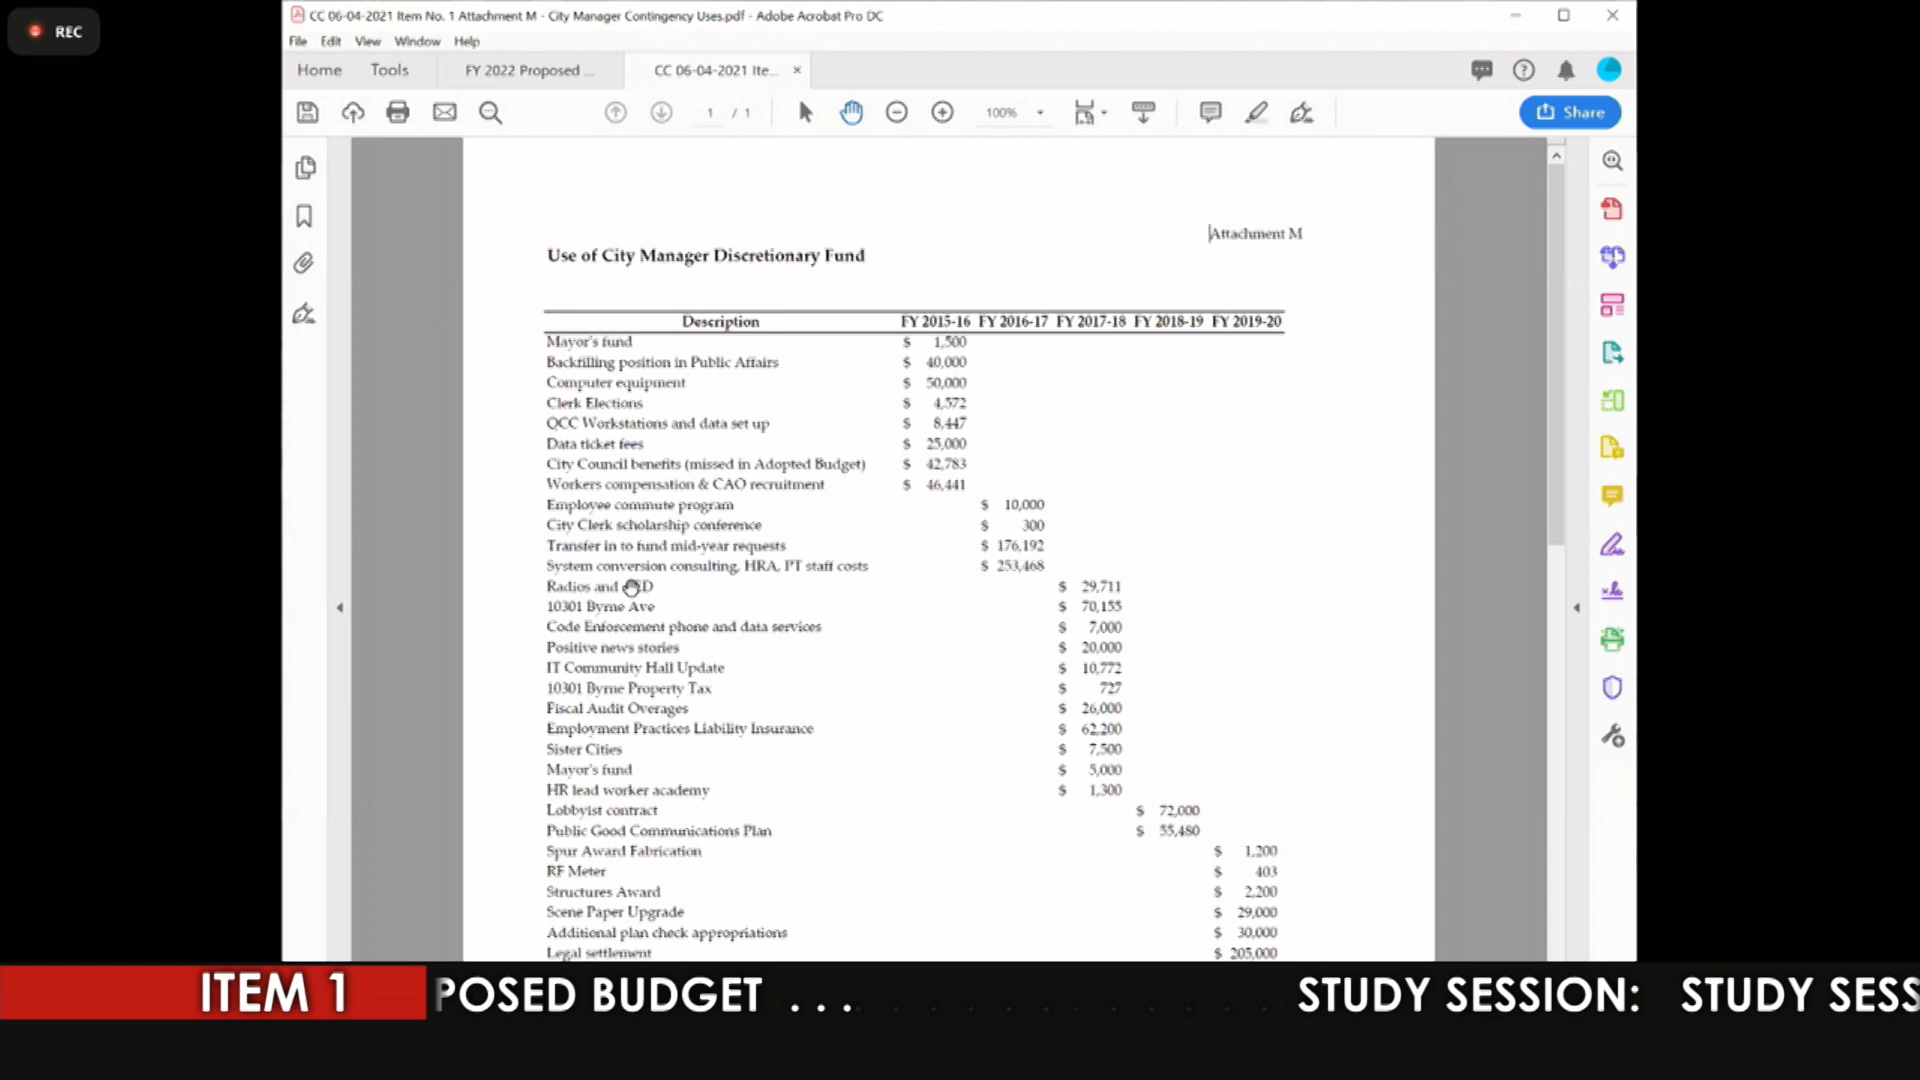 REC
CC 06-04-2021 Item No. 1 Attachment M - City Manager Contingency Uses.pdf - Adobe Acrobat Pro DC
File Edit View Window Help
Home Tools FY 2022 Proposed ... CC 06-04-2021 Ite... ×
1 / 1 100% Share
Attachment M
Use of City Manager Discretionary Fund
Description FY 2015-16 FY 2016-17 FY 2017-18 FY 2018-19 FY 2019-20
Mayor's fund $ 1,500
Backfilling position in Public Affairs $ 40,000
Computer equipment $ 50,000
Clerk Elections $ 4,572
QCC Workstations and data set up $ 8,447
Data ticket fees $ 25,000
City Council benefits (missed in Adopted Budget) $ 42,783
Workers compensation & CAO recruitment $ 46,441
Employee commute program $ 10,000
City Clerk scholarship conference $ 300
Transfer in to fund mid-year requests $ 176,192
System conversion consulting, HRA, PT staff costs $ 253,468
Radios and $ 29,711
10301 Byrne Ave $ 70,155
Code Enforcement phone and data services $ 7,000
Positive news stories $ 20,000
IT Community Hall Update $ 10,772
10301 Byrne Property Tax $ 727
Fiscal Audit Overages $ 26,000
Employment Practices Liability Insurance $ 62,200
Sister Cities $ 7,500
Mayor's fund $ 5,000
HR lead worker academy $ 1,300
Lobbyist contract $ 72,000
Public Good Communications Plan $ 55,480
Spur Award Fabrication $ 1,200
RF Meter $ 403
Structures Award $ 2,200
Scene Paper Upgrade $ 29,000
Additional plan check appropriations $ 30,000
Legal settlement $ 205,000
ITEM 1 POSED BUDGET ... STUDY SESSION: STUDY SESS